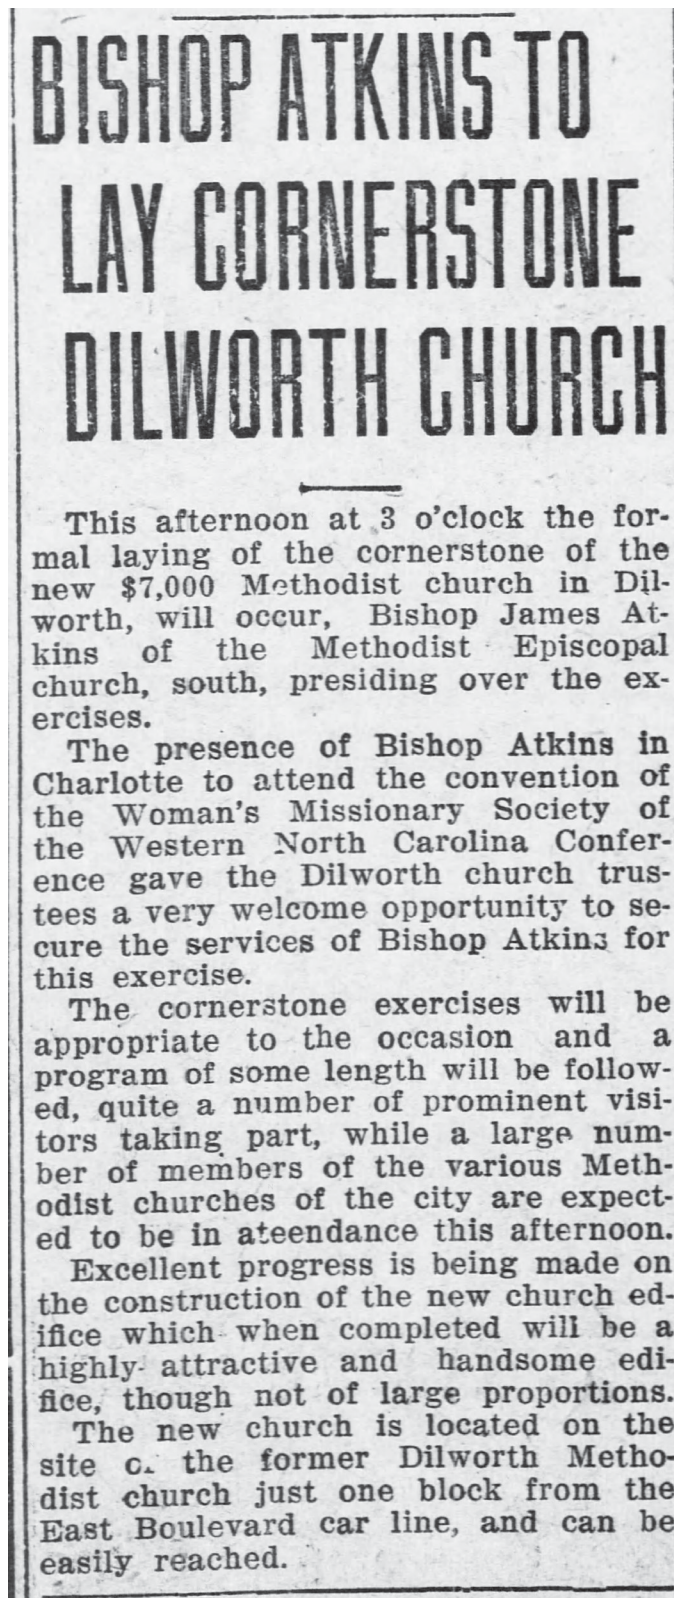 BISHOP ATKINS TO
LAY CORNERSTONE
DILWORTH CHURCH
This afternoon at 3 o'clock the for-
mal laying of the cornerstone of the
new $7,000 Methodist church in Dil-
worth, will occur, Bishop James At-
kins of the Methodist Episcopal
church, south, presiding over the ex-
ercises.
The presence of Bishop Atkins in
Charlotte to attend the convention of
the Woman's Missionary Society of
the Western North Carolina Confer-
ence gave the Dilworth church trus-
tees a very welcome opportunity to se-
cure the services of Bishop Atkins for
this exercise.
The cornerstone exercises will be
appropriate to the occasion and a
program of some length will be follow-
ed, quite a number of prominent visi-
tors taking part, while a large num-
ber of members of the various Meth-
odist churches of the city are expect-
ed to be in ateendance this afternoon.
Excellent progress is being made on
the construction of the new church ed-
ifice which when completed will be a
highly attractive and handsome edi-
fice, though not of large proportions.
The new church is located on the
site the former Dilworth Metho-
dist church just one block from the
East Boulevard car line, and can be
easily reached.